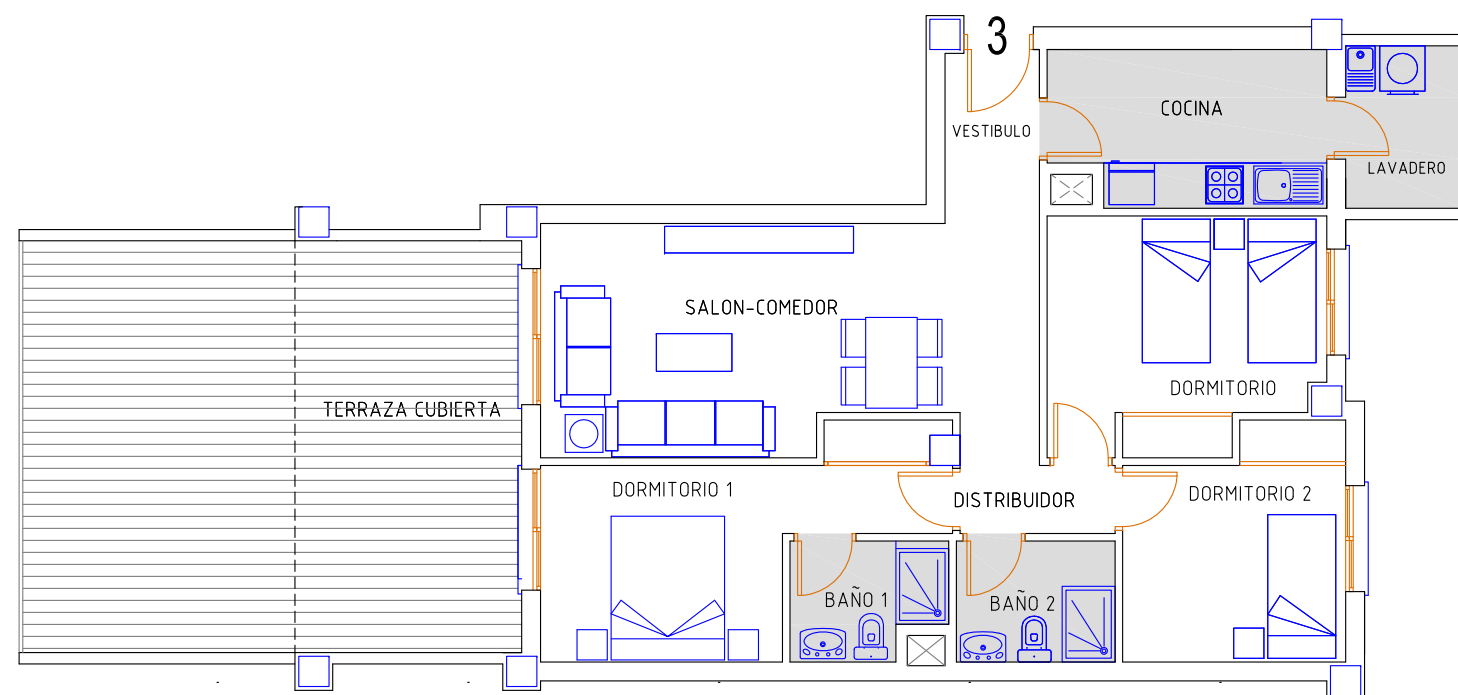 3
COCINA
VESTIBULO
LAVADERO
SALON-COMEDOR
DORMITORIO
TERRAZA CUBIERTA
DORMITORIO 1
DISTRIBUIDOR
DORMITORIO 2
BAÑO 1
BAÑO 2